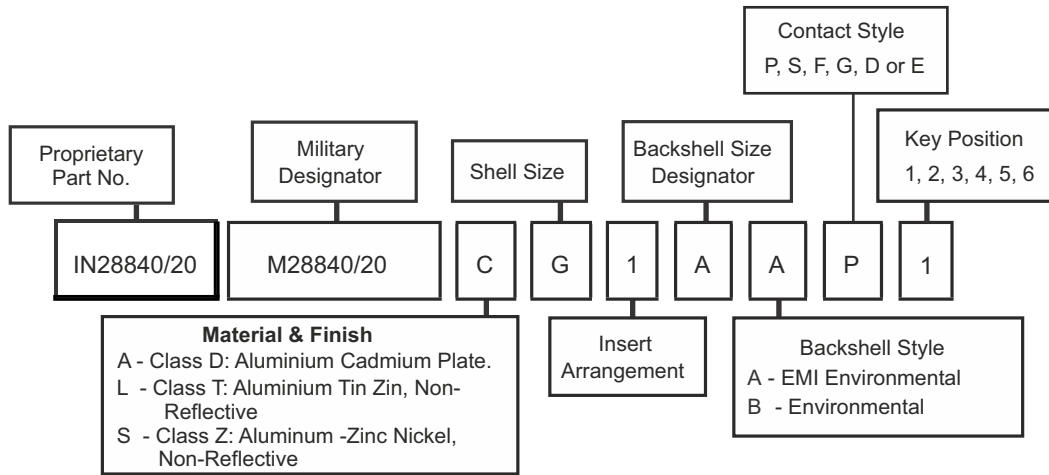 Contact Style
P, S, F, G, D or E
Proprietary
Part No.
Military
Designator
Shell Size
Backshell Size
Designator
Key Position
1, 2, 3, 4, 5, 6
IN28840/20
M28840/20
C
G
1
A
A
P
1
Material & Finish
A - Class D: Aluminium Cadmium Plate.
L - Class T: Aluminium Tin Zin, Non-
Reflective
S - Class Z: Aluminum -Zinc Nickel,
Non-Reflective
Insert
Arrangement
Backshell Style
A - EMI Environmental
B - Environmental